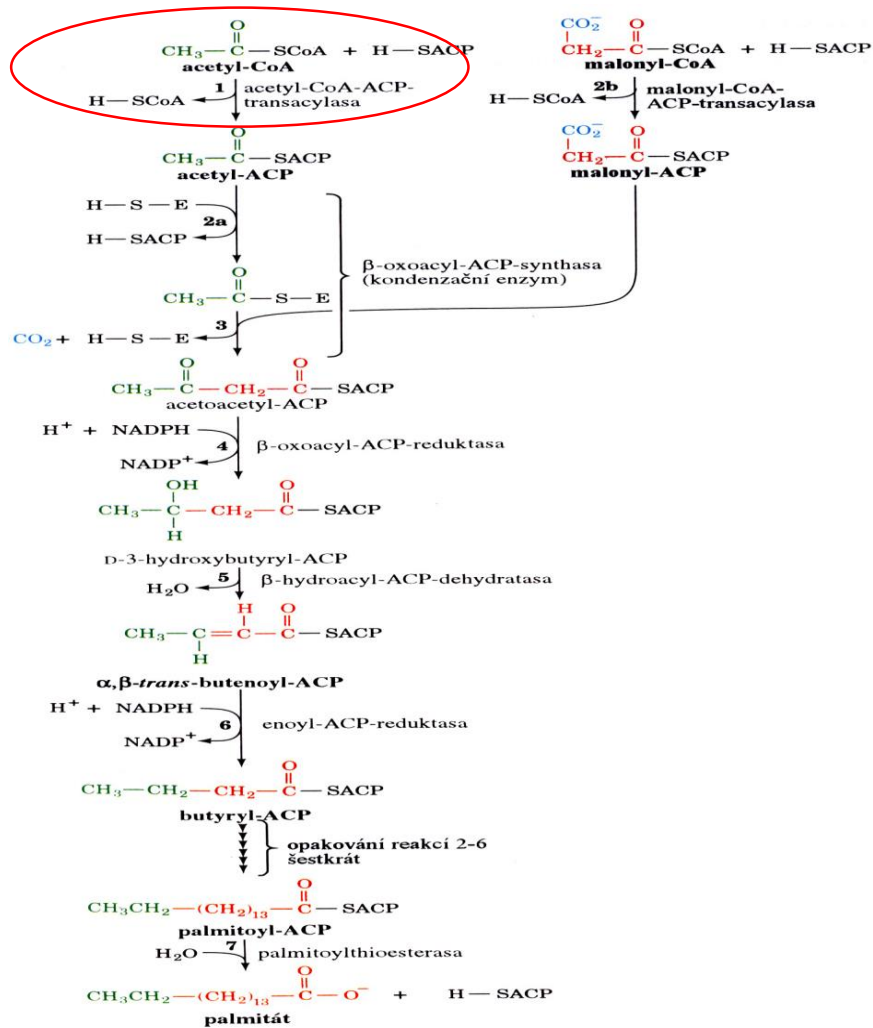 O
CH₃—C—SCoA + H—SACP
acetyl-CoA
1 acetyl-CoA-ACP-
H—SCoA transacylasa
O
CH₃—C—SACP
acetyl-ACP
CO₂⁻ O
CH₂—C—SCoA + H—SACP
malonyl-CoA
2b malonyl-CoA-
H—SCoA ACP-transacylasa
CO₂⁻ O
CH₂—C—SACP
malonyl-ACP
H—S—E
2a
H—SACP
β-oxoacyl-ACP-synthasa
(kondenzační enzym)
O
CH₃—C—S—E
3
CO₂ + H—S—E
O O
CH₃—C—CH₂—C—SACP
acetoacetyl-ACP
H⁺ + NADPH
4 β-oxoacyl-ACP-reduktasa
NADP⁺
OH O
CH₃—C—CH₂—C—SACP
H
D-3-hydroxybutyryl-ACP
5 β-hydroacyl-ACP-dehydratasa
H₂O
H O
CH₃—C=C—C—SACP
H
α,β-trans-butenoyl-ACP
H⁺ + NADPH
6 enoyl-ACP-reduktasa
NADP⁺
O
CH₃—CH₂—CH₂—C—SACP
butyryl-ACP
opakování reakcí 2-6
šestkrát
O
CH₃CH₂—(CH₂)₁₃—C—SACP
palmitoyl-ACP
H₂O 7 palmitoylthioesterasa
O
CH₃CH₂—(CH₂)₁₃—C—O⁻ + H—SACP
palmitát